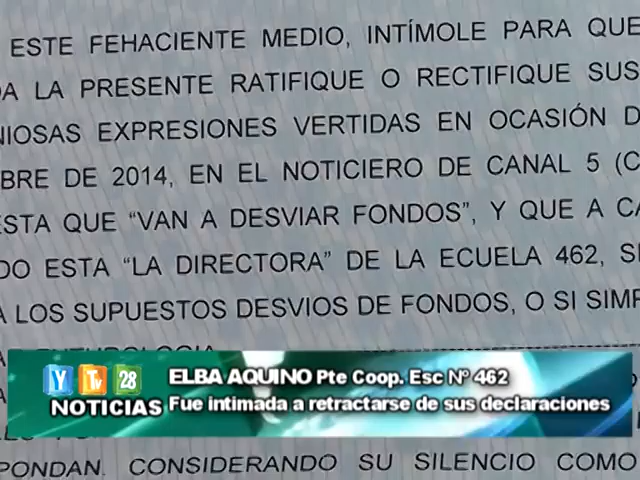 ESTE FEHACIENTE MEDIO, INTÍMOLE PARA QUE
LA PRESENTE RATIFIQUE O RECTIFIQUE SUS
NIOSAS EXPRESIONES VERTIDAS EN OCASIÓN D
BRE DE 2014, EN EL NOTICIERO DE CANAL 5 (C
ESTA QUE "VAN A DESVIAR FONDOS", Y QUE A CA
DO ESTA "LA DIRECTORA" DE LA ECUELA 462, S
A LOS SUPUESTOS DESVIOS DE FONDOS, O SI SIMP
Y Tv 28
NOTICIAS
ELBA AQUINO Pte Coop. Esc Nº 462
Fue intimada a retractarse de sus declaraciones
PONDAN. CONSIDERANDO SU SILENCIO COMO